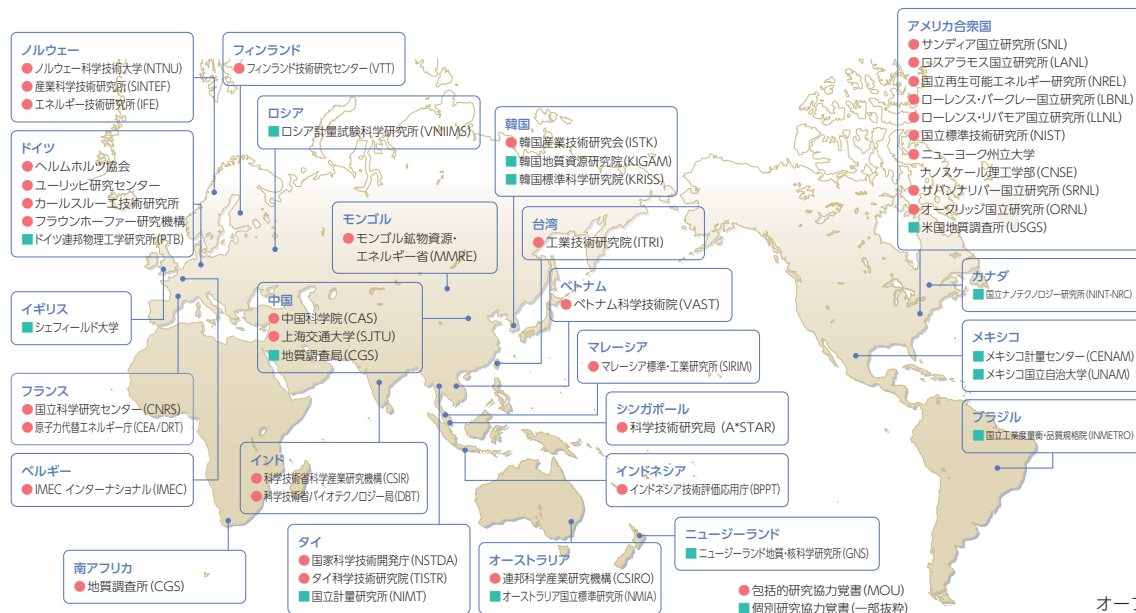 ノルウェー
● ノルウェー科学技術大学(NTNU)
● 産業科学技術研究所(SINTEF)
● エネルギー技術研究所(IFE)
フィンランド
● フィンランド技術研究センター(VTT)
ロシア
■ ロシア計量試験科学研究所(VNIIMS)
ドイツ
● ヘルムホルツ協会
● ユーリッヒ研究センター
● カールスルーエ技術研究所
● フラウンホーファー研究機構
■ ドイツ連邦物理工学研究所(PTB)
イギリス
■ シェフィールド大学
フランス
● 国立科学研究センター(CNRS)
● 原子力代替エネルギー庁(CEA/DRT)
ベルギー
● IMEC インターナショナル(IMEC)
南アフリカ
● 地質調査所(CGS)
韓国
● 韓国産業技術研究会(ISTK)
■ 韓国地質資源研究院(KIGAM)
■ 韓国標準科学研究院(KRISS)
モンゴル
● モンゴル鉱物資源・
エネルギー省(MMRE)
中国
● 中国科学院(CAS)
● 上海交通大学(SJTU)
■ 地質調査局(CGS)
台湾
● 工業技術研究院(ITRI)
ベトナム
● ベトナム科学技術院(VAST)
マレーシア
● マレーシア標準・工業研究所(SIRIM)
シンガポール
● 科学技術研究局 (A*STAR)
インドネシア
● インドネシア技術評価応用庁(BPPT)
インド
● 科学技術省科学産業研究機構(CSIR)
● 科学技術省バイオテクノロジー局(DBT)
タイ
● 国家科学技術開発庁(NSTDA)
● タイ科学技術研究院(TISTR)
■ 国立計量研究所(NIMT)
オーストラリア
● 連邦科学産業研究機構(CSIRO)
■ オーストラリア国立標準研究所(NMIA)
ニュージーランド
■ ニュージーランド地質・核科学研究所(GNS)
アメリカ合衆国
● サンディア国立研究所(SNL)
● ロスアラモス国立研究所(LANL)
● 国立再生可能エネルギー研究所(NREL)
● ローレンス・バークレー国立研究所(LBNL)
● ローレンス・リバモア国立研究所(LLNL)
● 国立標準技術研究所(NIST)
● ニューヨーク州立大学
ナノスケール理工学部(CNSE)
● サバンナリバー国立研究所(SRNL)
● オークリッジ国立研究所(ORNL)
■ 米国地質調査所(USGS)
カナダ
■ 国立ナノテクノロジー研究所(NINT-NRC)
メキシコ
■ メキシコ計量センター(CENAM)
■ メキシコ国立自治大学(UNAM)
ブラジル
■ 国立工業度量衡・品質規格院(INMETRO)
● 包括的研究協力覚書(MOU)
■ 個別研究協力覚書(一部抜粋)